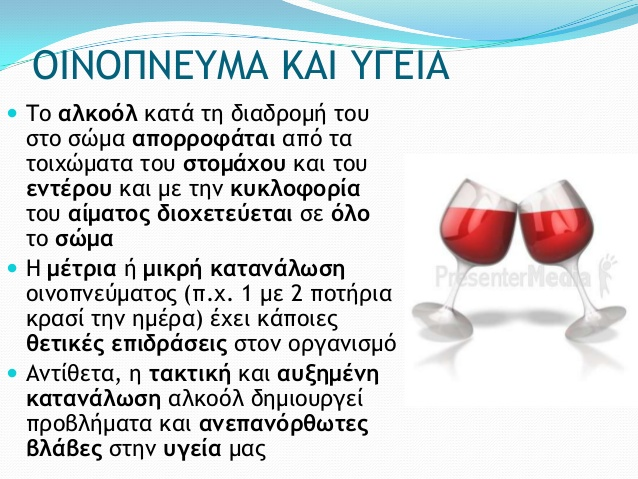 ΟΙΝΟΠΝΕΥΜΑ ΚΑΙ ΥΓΕΙΑ
• Το αλκοόλ κατά τη διαδρομή του
στο σώμα απορροφάται από τα
τοιχώματα του στομάχου και του
εντέρου και με την κυκλοφορία
του αίματος διοχετεύεται σε όλο
το σώμα
• Η μέτρια ή μικρή κατανάλωση
οινοπνεύματος (π.χ. 1 με 2 ποτήρια
κρασί την ημέρα) έχει κάποιες
θετικές επιδράσεις στον οργανισμό
• Αντίθετα, η τακτική και αυξημένη
κατανάλωση αλκοόλ δημιουργεί
προβλήματα και ανεπανόρθωτες
βλάβες στην υγεία μας
PresenterMedia